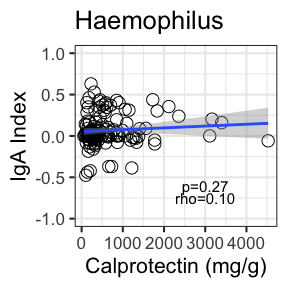 Haemophilus
IgA Index
1.0
0.5
0.0
-0.5
-1.0
p=0.27
rho=0.10
0 1000 2000 3000 4000
Calprotectin (mg/g)